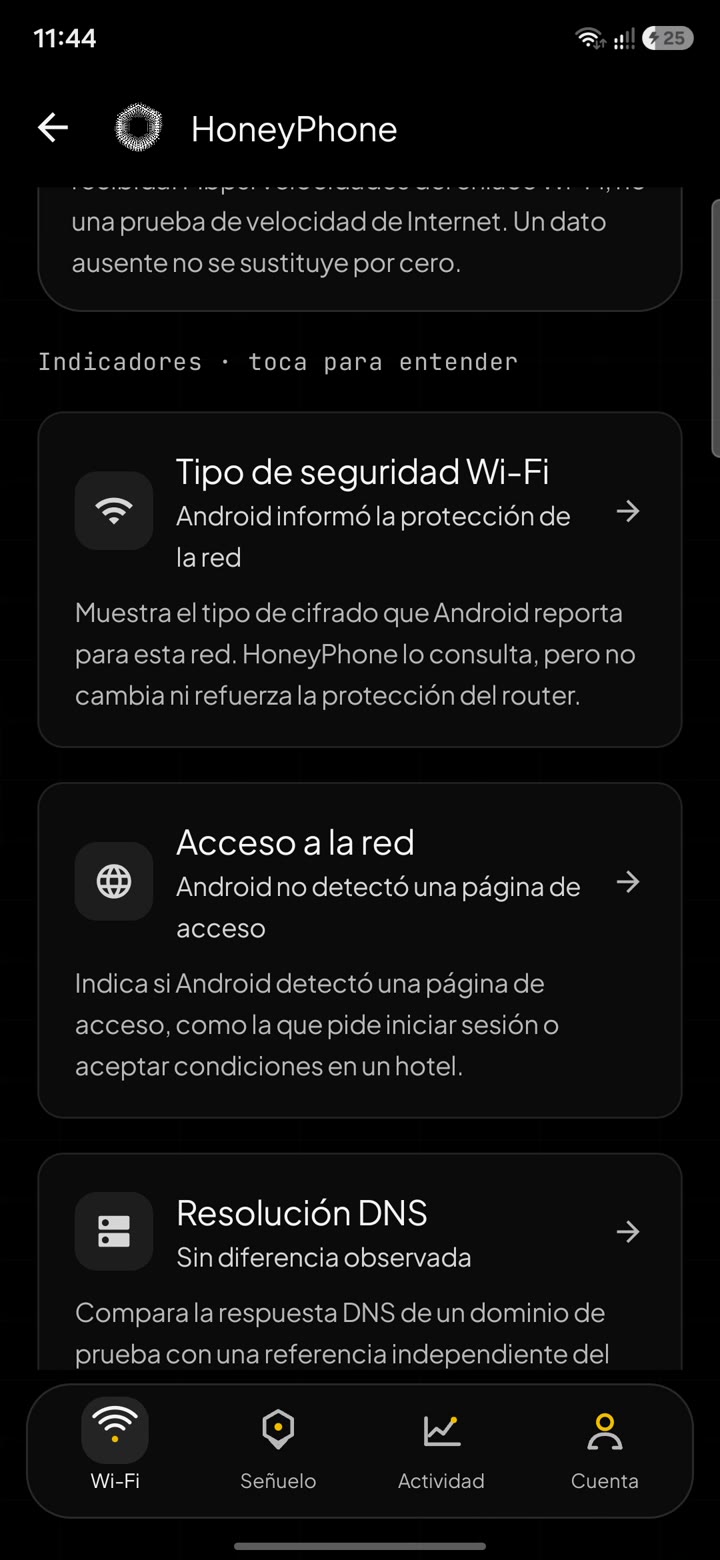 11:44
25
HoneyPhone
una prueba de velocidad de Internet. Un dato
ausente no se sustituye por cero.
Indicadores · toca para entender
Tipo de seguridad Wi-Fi
Android informó la protección de
la red
Muestra el tipo de cifrado que Android reporta
para esta red. HoneyPhone lo consulta, pero no
cambia ni refuerza la protección del router.
Acceso a la red
Android no detectó una página de
acceso
Indica si Android detectó una página de
acceso, como la que pide iniciar sesión o
aceptar condiciones en un hotel.
Resolución DNS
Sin diferencia observada
Compara la respuesta DNS de un dominio de
prueba con una referencia independiente del
Wi-Fi
Señuelo
Actividad
Cuenta